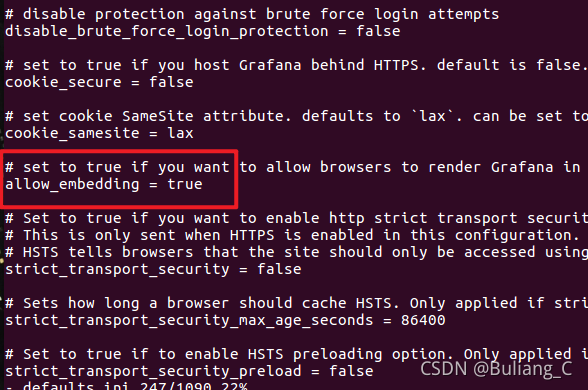 # disable protection against brute force login attempts
disable_brute_force_login_protection = false
# set to true if you host Grafana behind HTTPS. default is false.
cookie_secure = false
# set cookie SameSite attribute. defaults to `lax`. can be set to
cookie_samesite = lax
# set to true if you want to allow browsers to render Grafana in
allow_embedding = true
# Set to true if you want to enable http strict transport securit
# This is only sent when HTTPS is enabled in this configuration.
# HSTS tells browsers that the site should only be accessed using
strict_transport_security = false
# Sets how long a browser should cache HSTS. Only applied if stri
strict_transport_security_max_age_seconds = 86400
# Set to true if to enable HSTS preloading option. Only applied i
strict_transport_security_preload = false
- defaults.ini 247/1090 22%
CSDN @Buliang_C